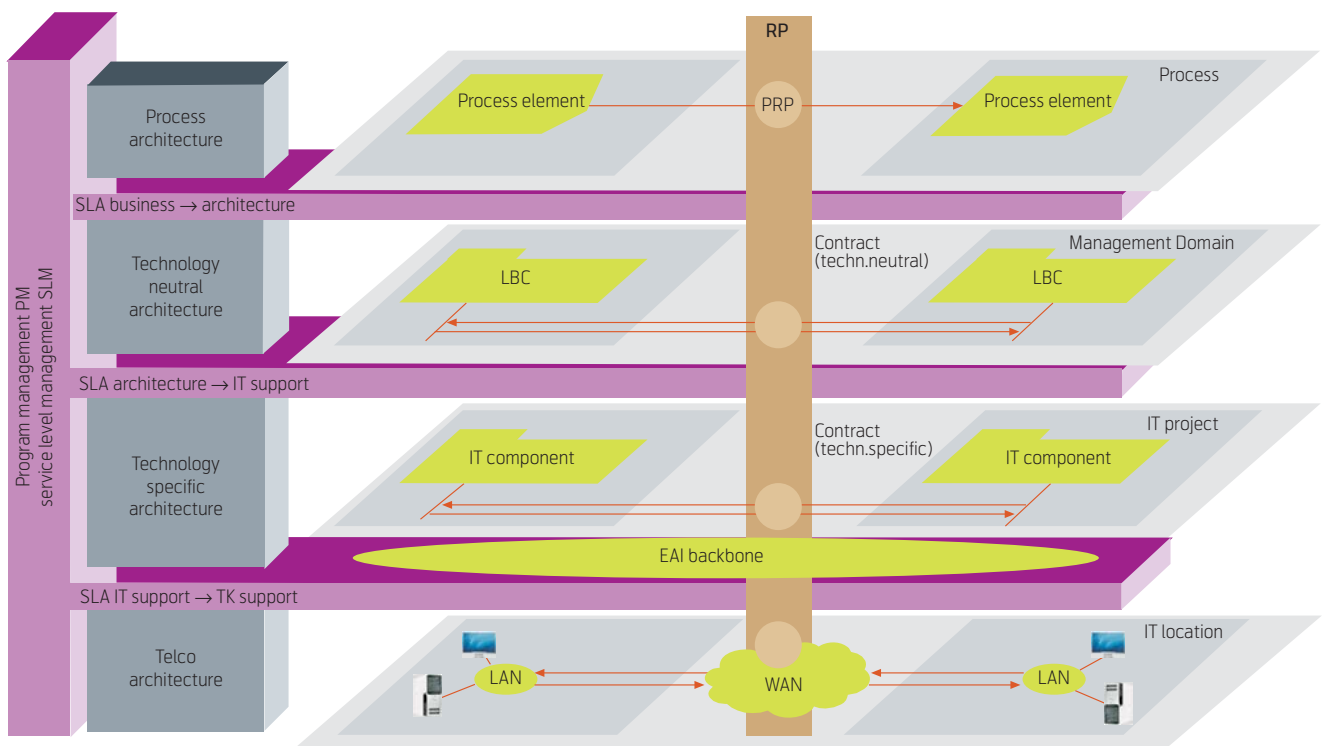 Program management PM
service level management SLM
RP
Process
architecture
Process element
PRP
Process element
Process
SLA business → architecture
Technology
neutral
architecture
LBC
Contract
(techn.neutral)
Management Domain
LBC
SLA architecture → IT support
Technology
specific
architecture
IT component
Contract
(techn.specific)
IT project
IT component
EAI backbone
SLA IT support → TK support
Telco
architecture
LAN
WAN
IT location
LAN